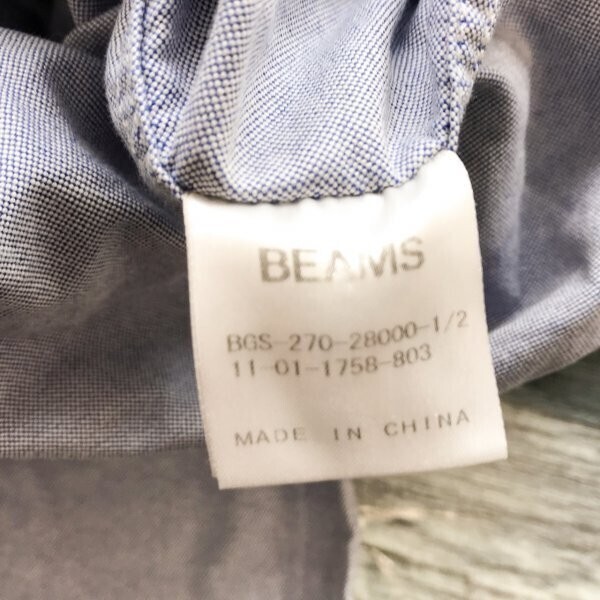 BEAMS
BGS-270-28000-1/2
11-01-1758-803
MADE IN CHINA